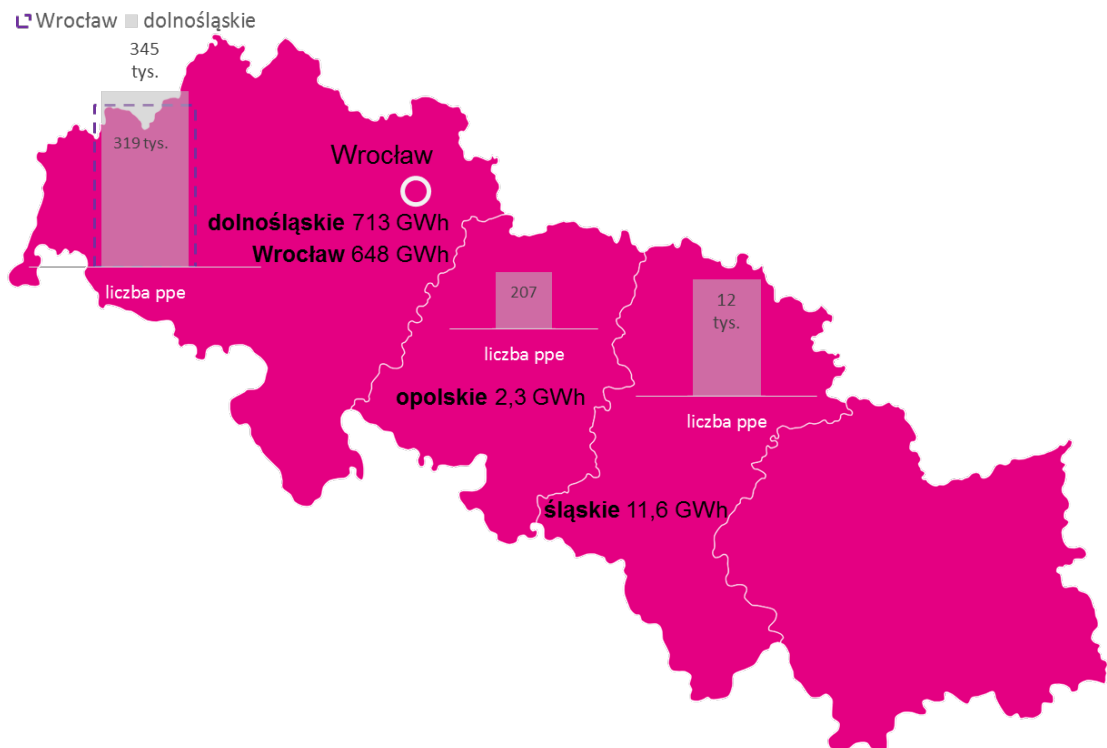 Wrocław dolnośląskie
345
tys.
319 tys.
Wrocław
dolnośląskie 713 GWh
Wrocław 648 GWh
liczba ppe
207
liczba ppe
opolskie 2,3 GWh
12
tys.
liczba ppe
śląskie 11,6 GWh